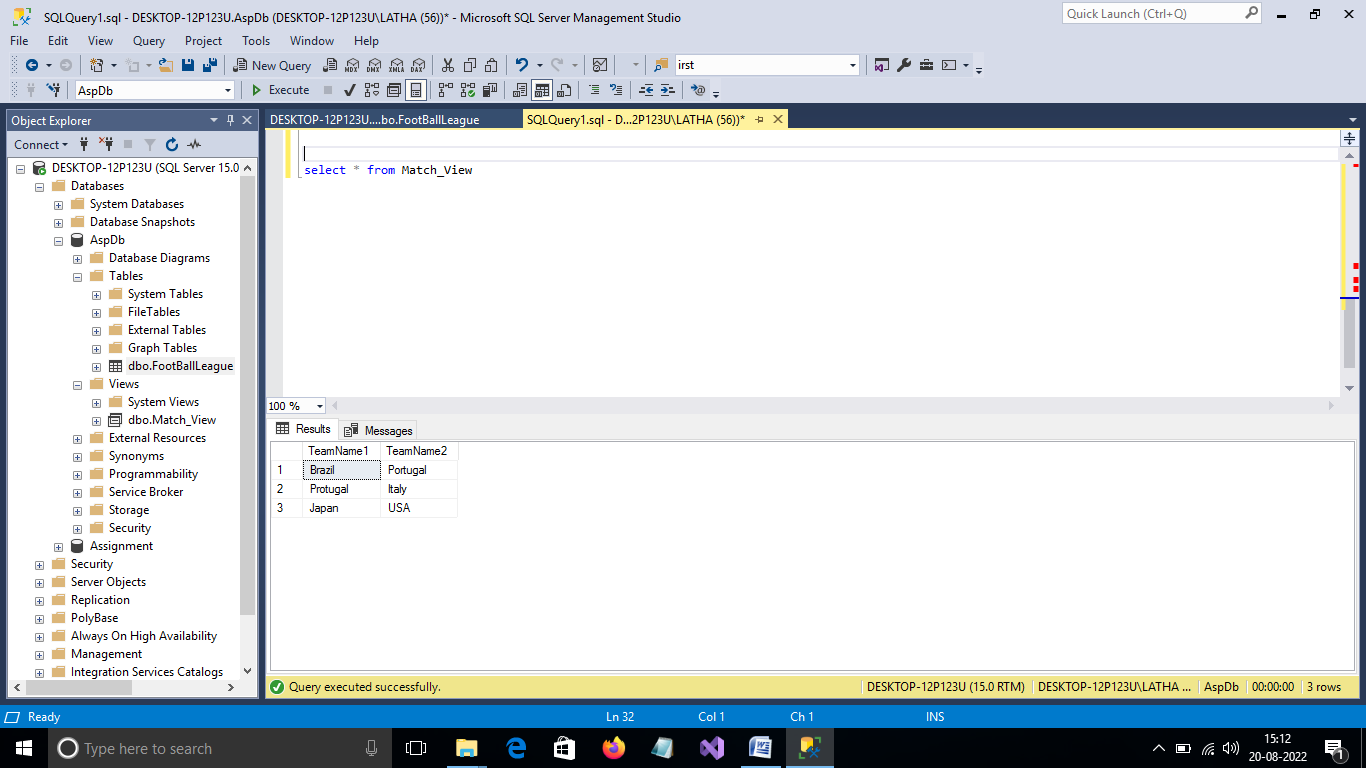 SQLQuery1.sql - DESKTOP-12P123U.AspDb (DESKTOP-12P123U\LATHA (56))* - Microsoft SQL Server Management Studio
Quick Launch (Ctrl+Q)
File Edit View Query Project Tools Window Help
New Query MDX DMX XMLA DAX irst
AspDb Execute
Object Explorer
DESKTOP-12P123U....bo.FootBallLeague
SQLQuery1.sql - D...2P123U\LATHA (56))*
Connect
DESKTOP-12P123U (SQL Server 15.0
Databases
System Databases
Database Snapshots
AspDb
Database Diagrams
Tables
System Tables
FileTables
External Tables
Graph Tables
dbo.FootBallLeague
Views
System Views
dbo.Match_View
External Resources
Synonyms
Programmability
Service Broker
Storage
Security
Assignment
Security
Server Objects
Replication
PolyBase
Always On High Availability
Management
Integration Services Catalogs
select * from Match_View
100 %
Results Messages
TeamName1 TeamName2
1 Brazil Portugal
2 Protugal Italy
3 Japan USA
Query executed successfully.
DESKTOP-12P123U (15.0 RTM) DESKTOP-12P123U\LATHA ... AspDb 00:00:00 3 rows
Ready Ln 32 Col 1 Ch 1 INS
Type here to search
15:12
20-08-2022
1